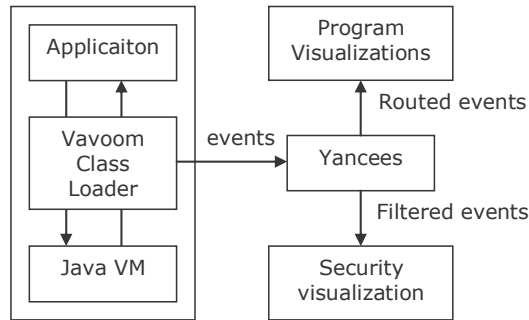 Applicaiton
Vavoom
Class
Loader
Java VM
events
Program
Visualizations
Routed events
Yancees
Filtered events
Security
visualization